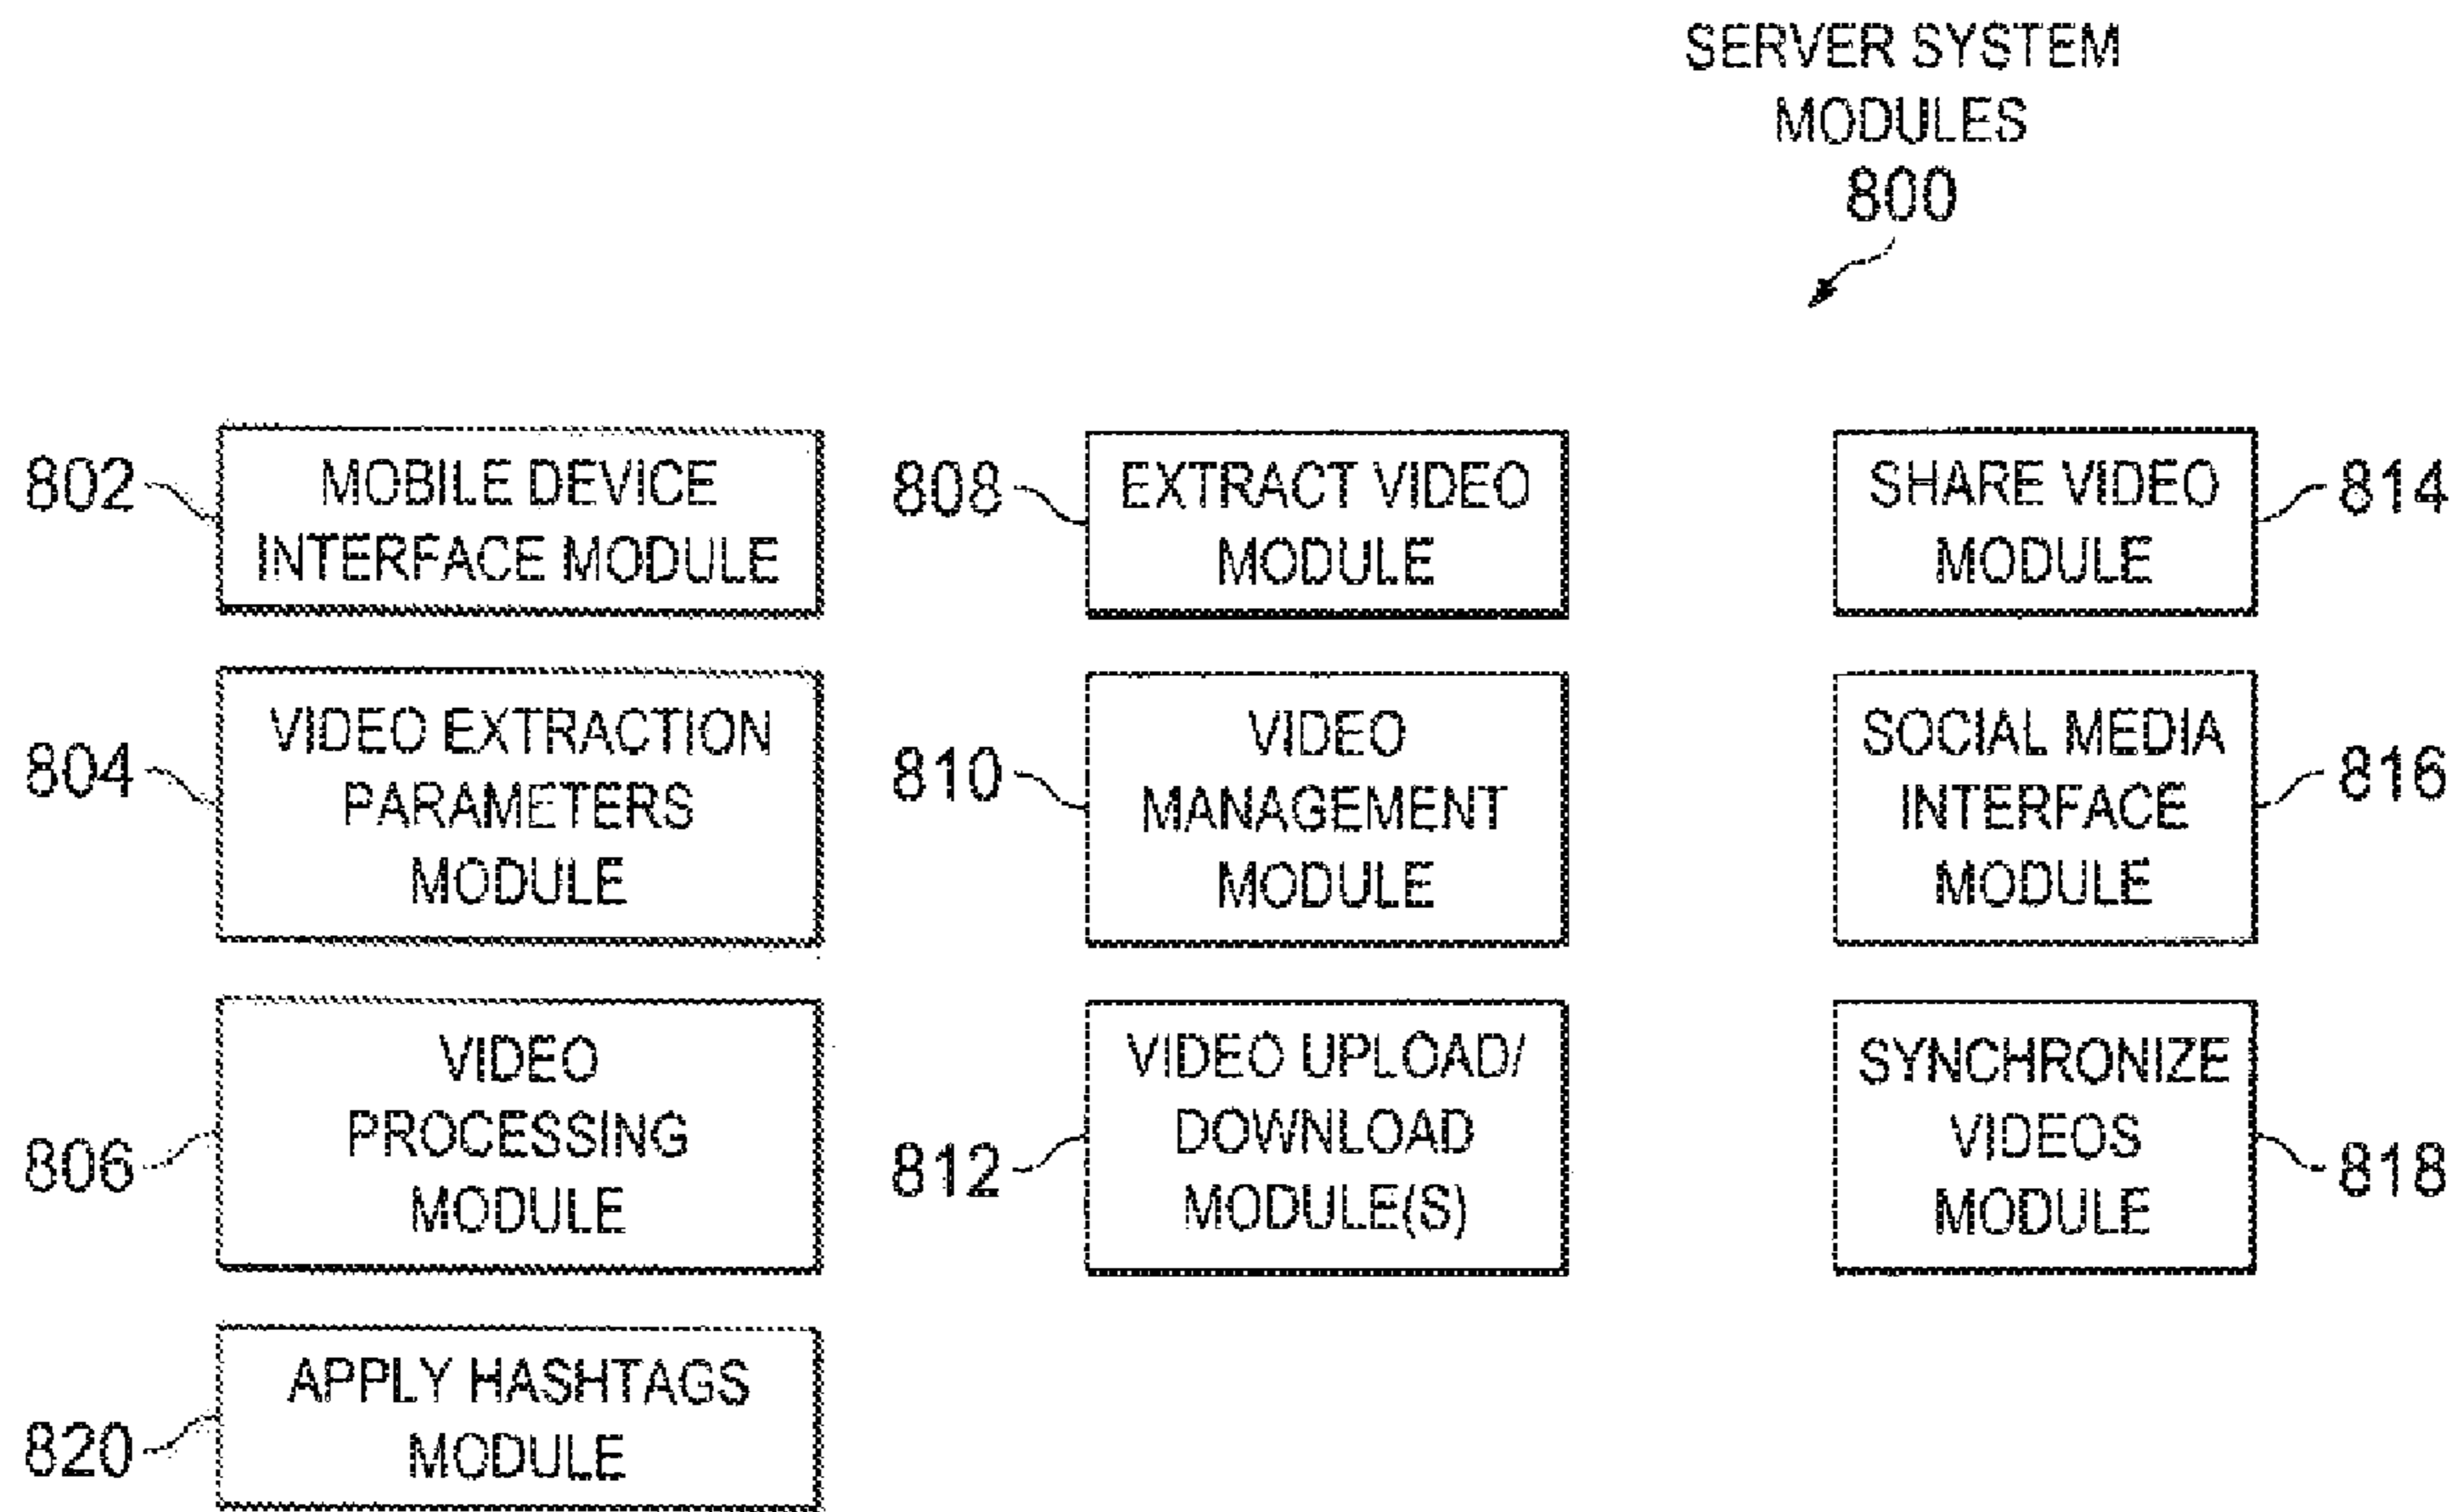 SERVER SYSTEM
MODULES
800
802
MOBILE DEVICE
INTERFACE MODULE
804
VIDEO EXTRACTION
PARAMETERS
MODULE
806
VIDEO
PROCESSING
MODULE
820
APPLY HASHTAGS
MODULE
808
EXTRACT VIDEO
MODULE
810
VIDEO
MANAGEMENT
MODULE
812
VIDEO UPLOAD/
DOWNLOAD
MODULE(S)
SHARE VIDEO
MODULE
814
SOCIAL MEDIA
INTERFACE
MODULE
816
SYNCHRONIZE
VIDEOS
MODULE
818